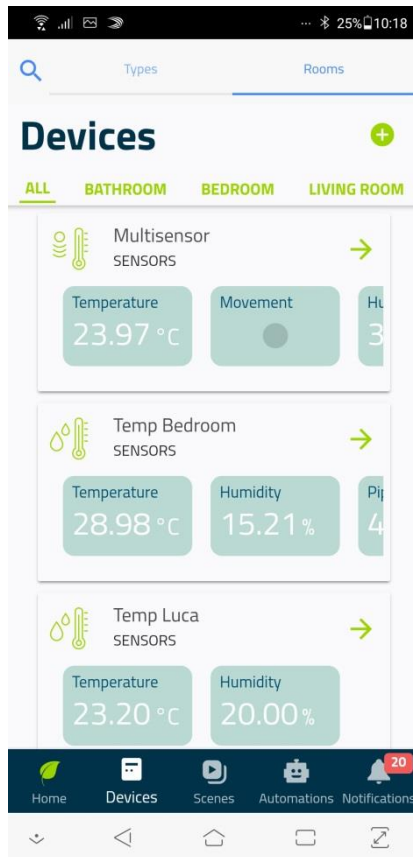 25% 10:18
Types Rooms
Devices
ALL BATHROOM BEDROOM LIVING ROOM
Multisensor
SENSORS
Temperature Movement
23.97 °C 3
Temp Bedroom
SENSORS
Temperature Humidity
28.98 °C 15.21 % 4
Temp Luca
SENSORS
Temperature Humidity
23.20 °C 20.00 %
20
Home Devices Scenes Automations Notifications